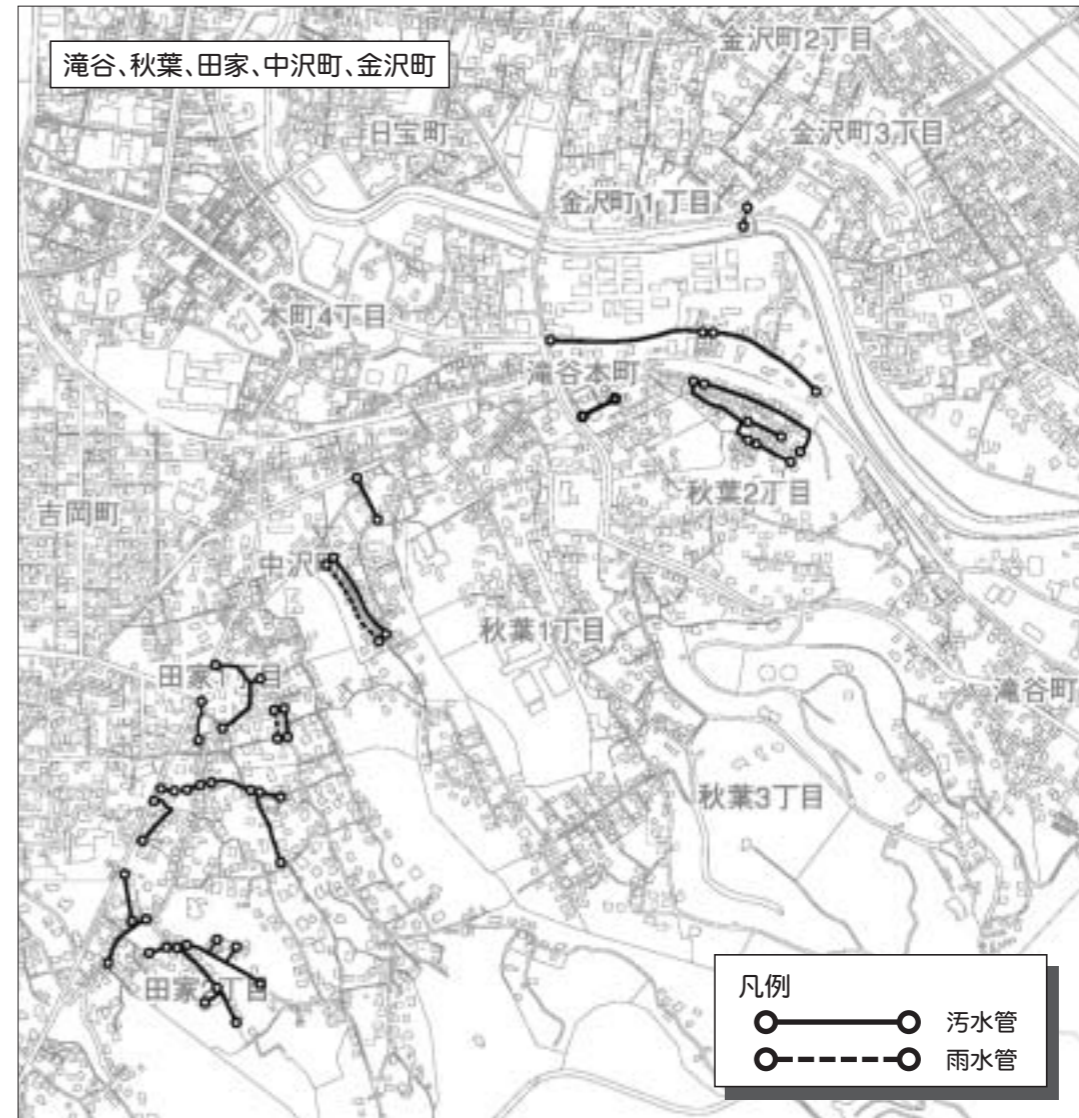 滝谷、秋葉、田家、中沢町、金沢町
金沢町2丁目
日宝町
金沢町3丁目
金沢町1丁目
本町4丁目
滝谷本町
秋葉2丁目
吉岡町
中沢町
秋葉1丁目
田家1丁目
滝谷町
秋葉3丁目
田家
丁目
凡例
汚水管
雨水管